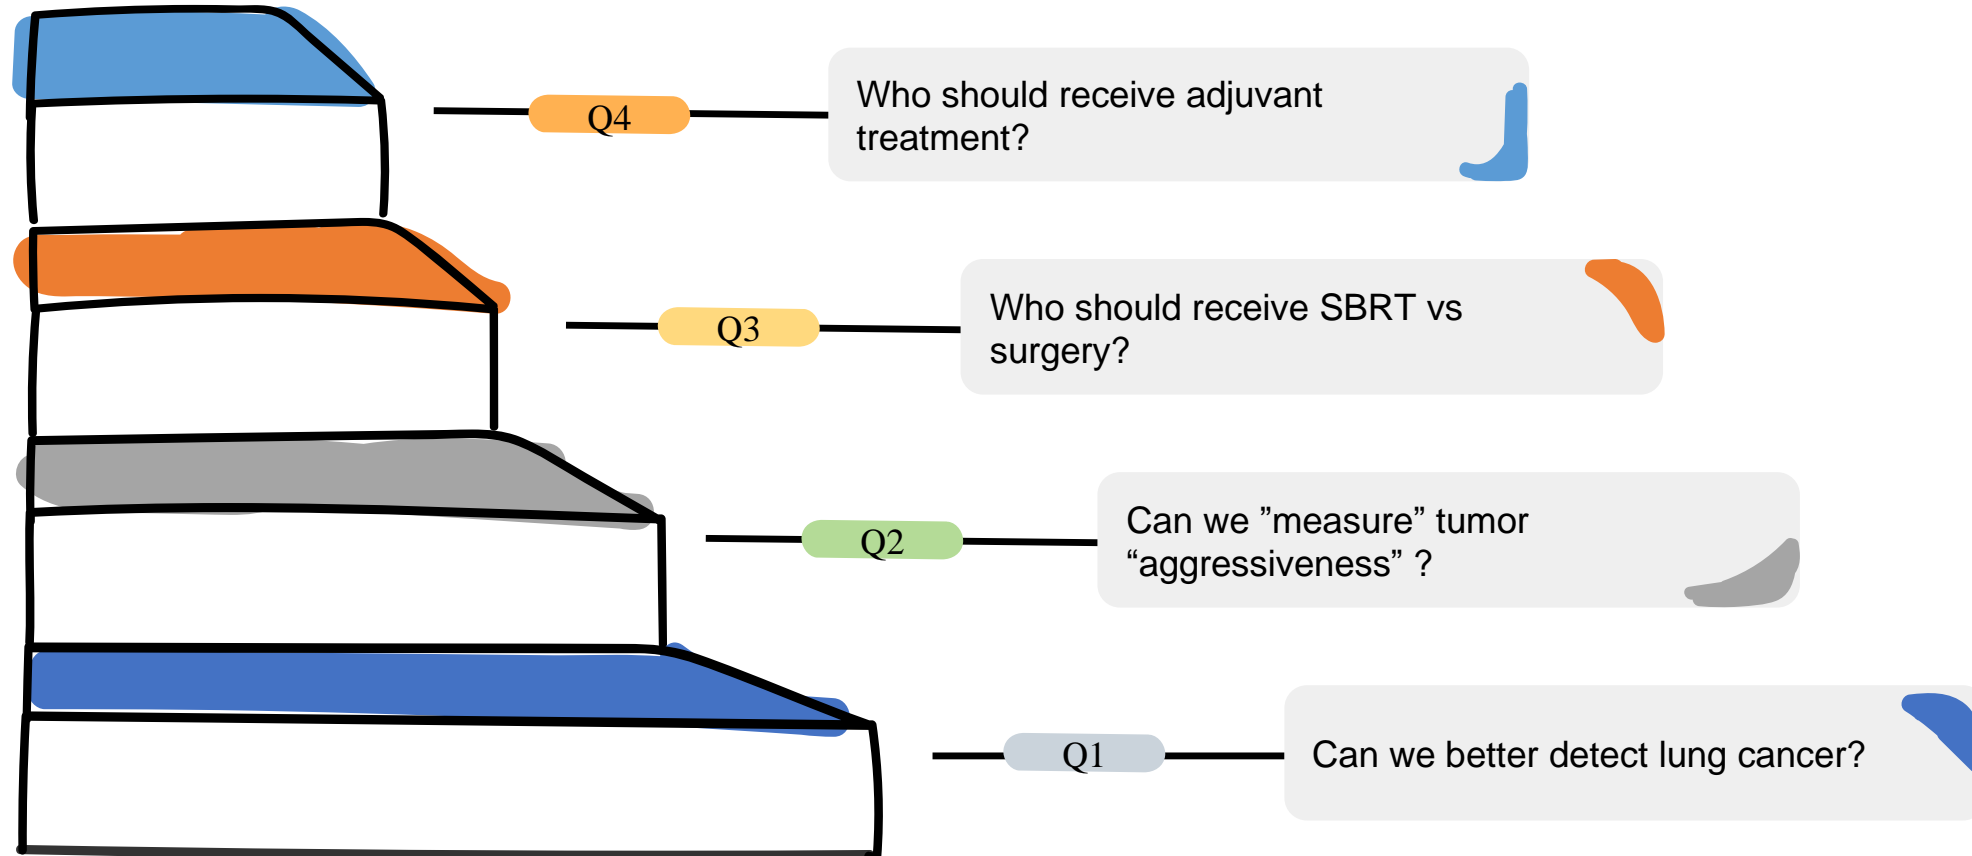 Q4
Who should receive adjuvant
treatment?
Q3
Who should receive SBRT vs
surgery?
Q2
Can we ”measure” tumor
“aggressiveness” ?
Q1
Can we better detect lung cancer?